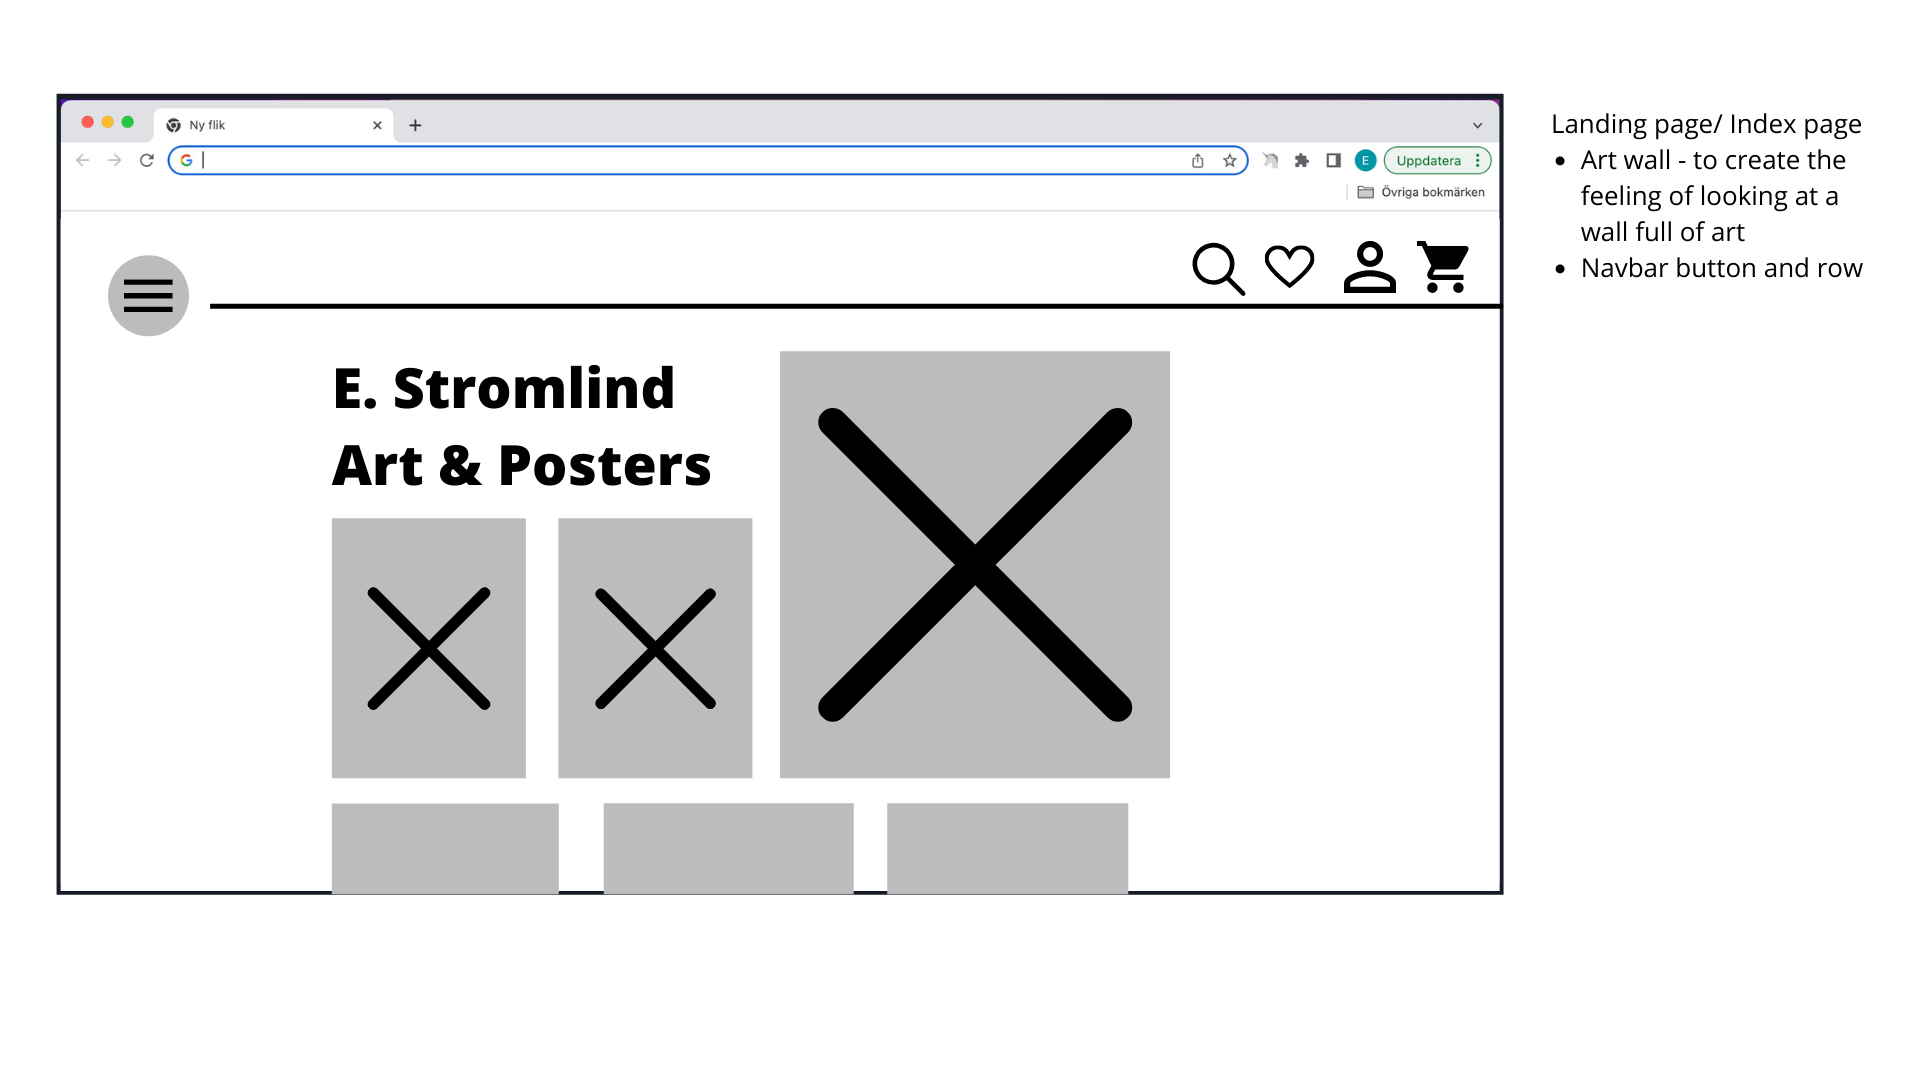 Ny flik
E
Uppdatera
Övriga bokmärken
E. Stromlind
Art & Posters
Landing page/ Index page
• Art wall - to create the
feeling of looking at a
wall full of art
• Navbar button and row